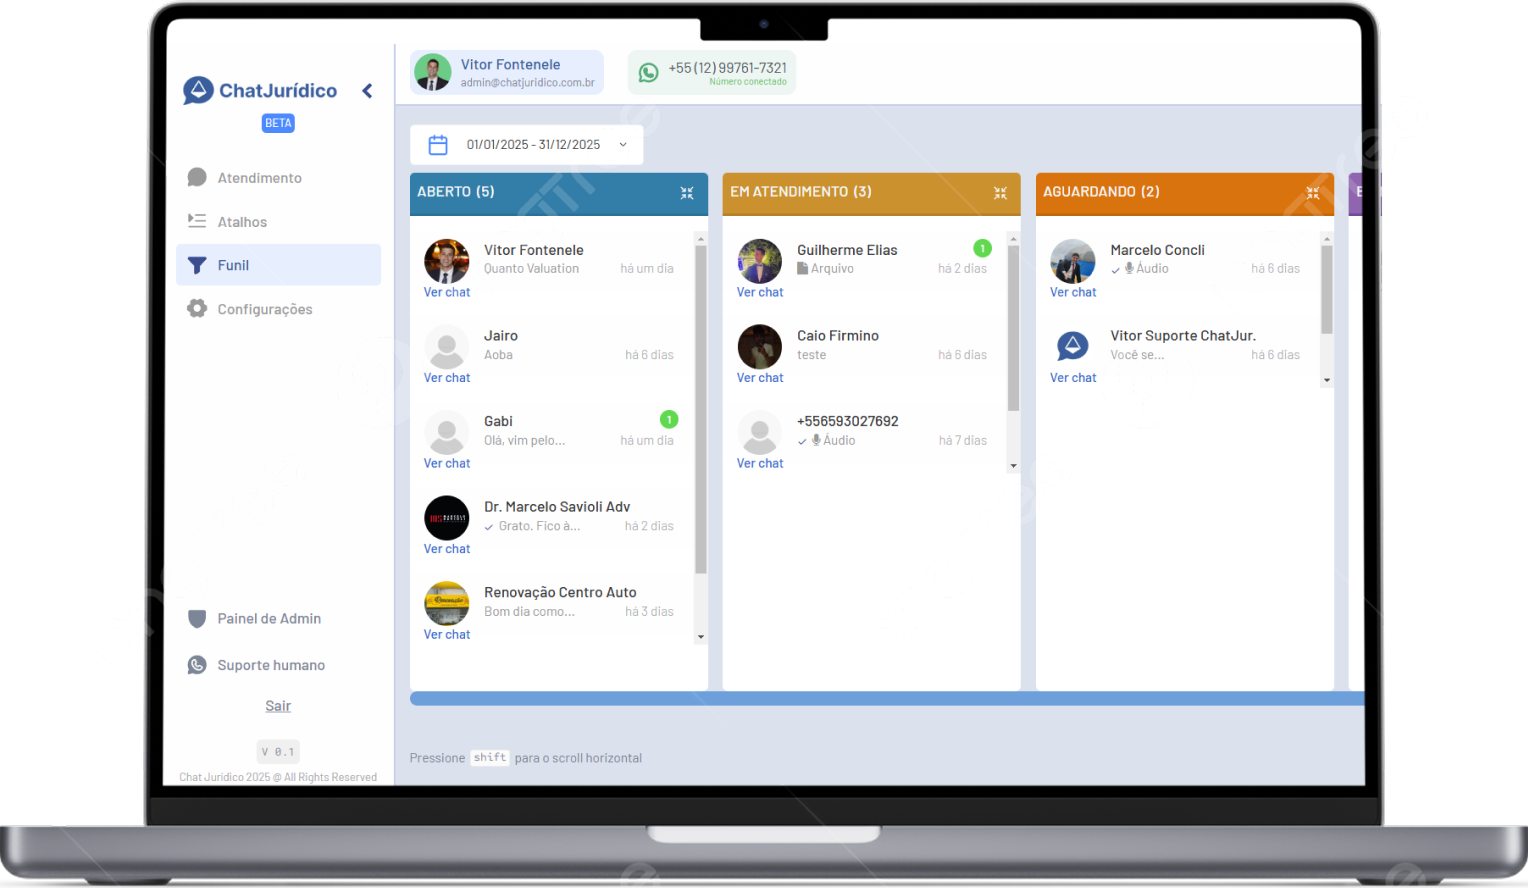 ChatJurídico
BETA
Atendimento
Atalhos
Funil
Configurações
Painel de Admin
Suporte humano
Sair
V 0.1
Chat Juridico 2025 @ All Rights Reserved
Vitor Fontenele
admin@chatjuridico.com.br
+55 (12) 99761-7321
Número conectado
01/01/2025 - 31/12/2025
ABERTO (5)
Vitor Fontenele
Quanto Valuation há um dia
Ver chat
Jairo
Aoba há 6 dias
Ver chat
Gabi 1
Olá, vim pelo... há um dia
Ver chat
Dr. Marcelo Savioli Adv
Grato. Fico à... há 2 dias
Ver chat
Renovação Centro Auto
Bom dia como... há 3 dias
Ver chat
EM ATENDIMENTO (3)
Guilherme Elias 1
Arquivo há 2 dias
Ver chat
Caio Firmino
teste há 6 dias
Ver chat
+556593027692
Áudio há 7 dias
Ver chat
AGUARDANDO (2)
Marcelo Concli
Áudio há 6 dias
Ver chat
Vitor Suporte ChatJur.
Você se... há 6 dias
Ver chat
Pressione shift para o scroll horizontal